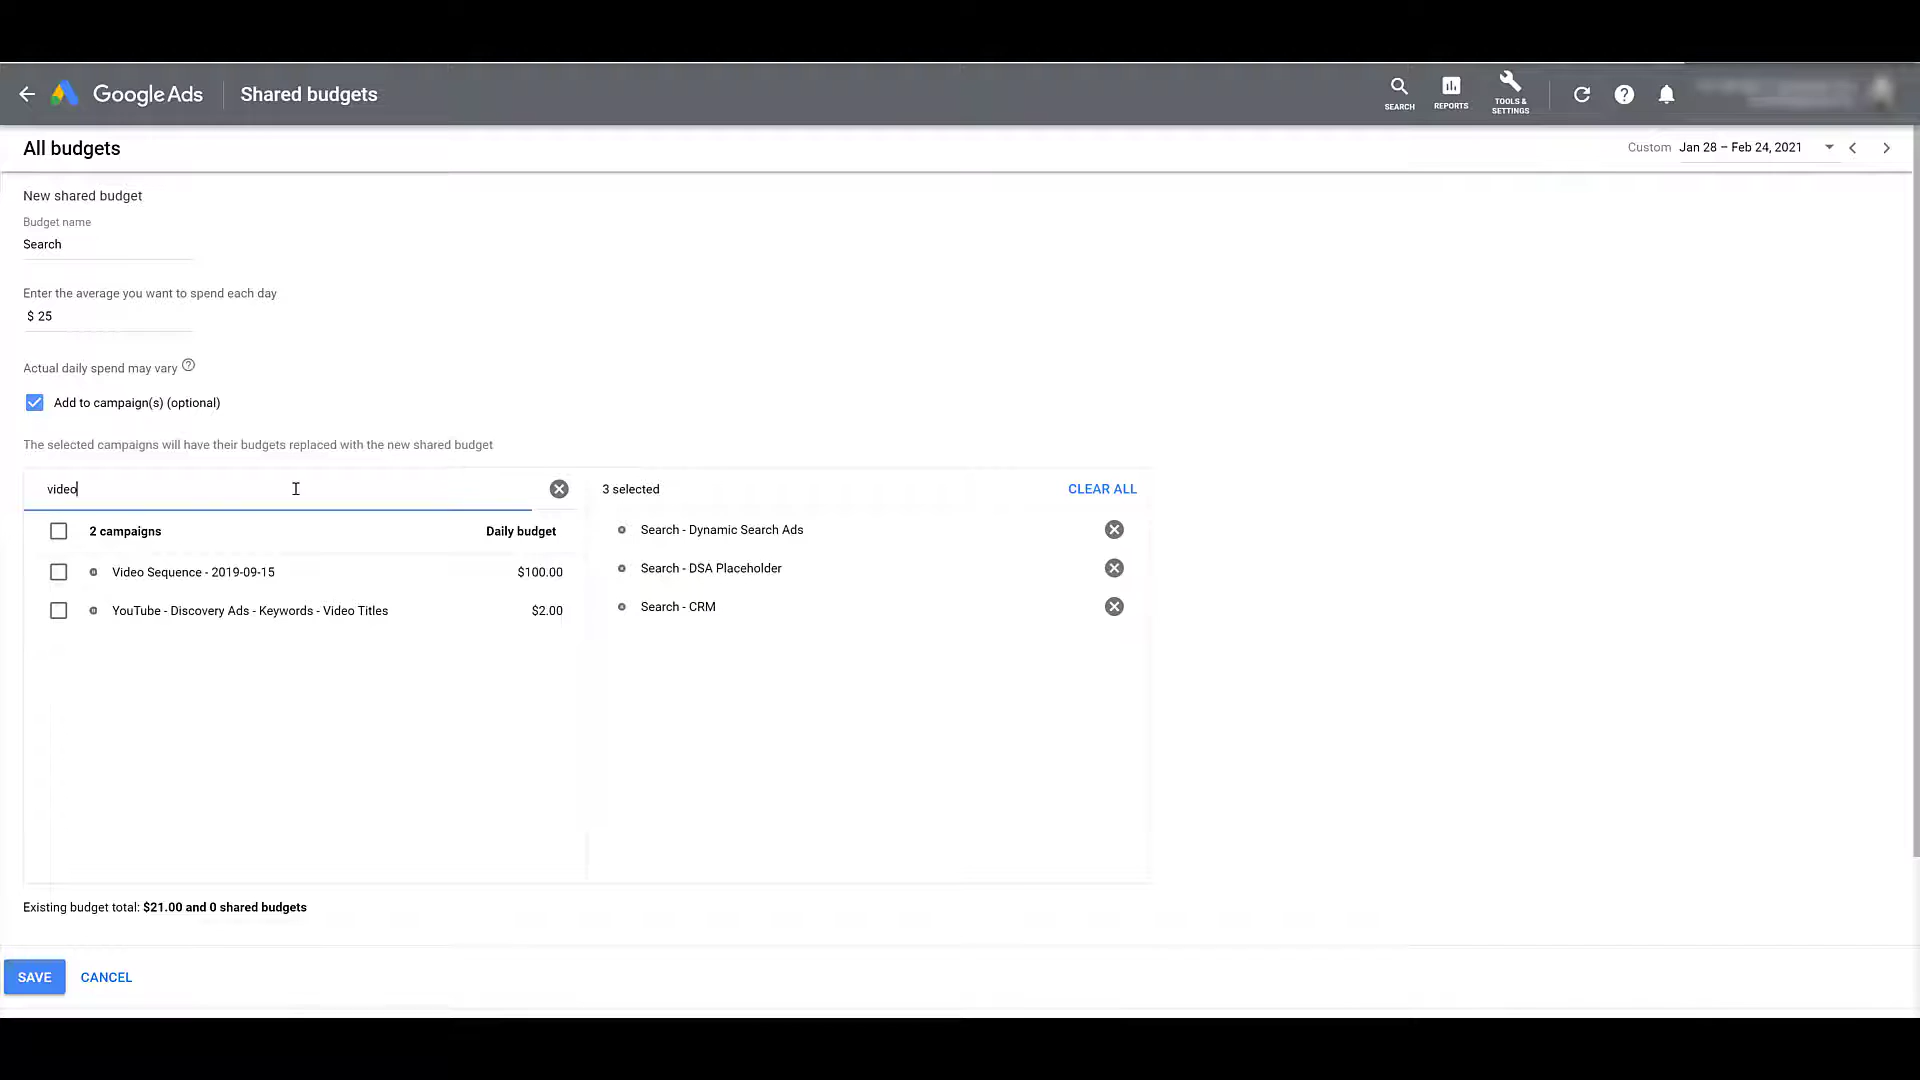 Google Ads
Shared budgets
SEARCH
REPORTS
TOOLS &
SETTINGS
All budgets
Custom Jan 28 – Feb 24, 2021
New shared budget
Budget name
Search
Enter the average you want to spend each day
$ 25
Actual daily spend may vary
Add to campaign(s) (optional)
The selected campaigns will have their budgets replaced with the new shared budget
video
3 selected
CLEAR ALL
2 campaigns
Daily budget
Search - Dynamic Search Ads
Video Sequence - 2019-09-15
$100.00
Search - DSA Placeholder
YouTube - Discovery Ads - Keywords - Video Titles
$2.00
Search - CRM
Existing budget total: $21.00 and 0 shared budgets
SAVE
CANCEL